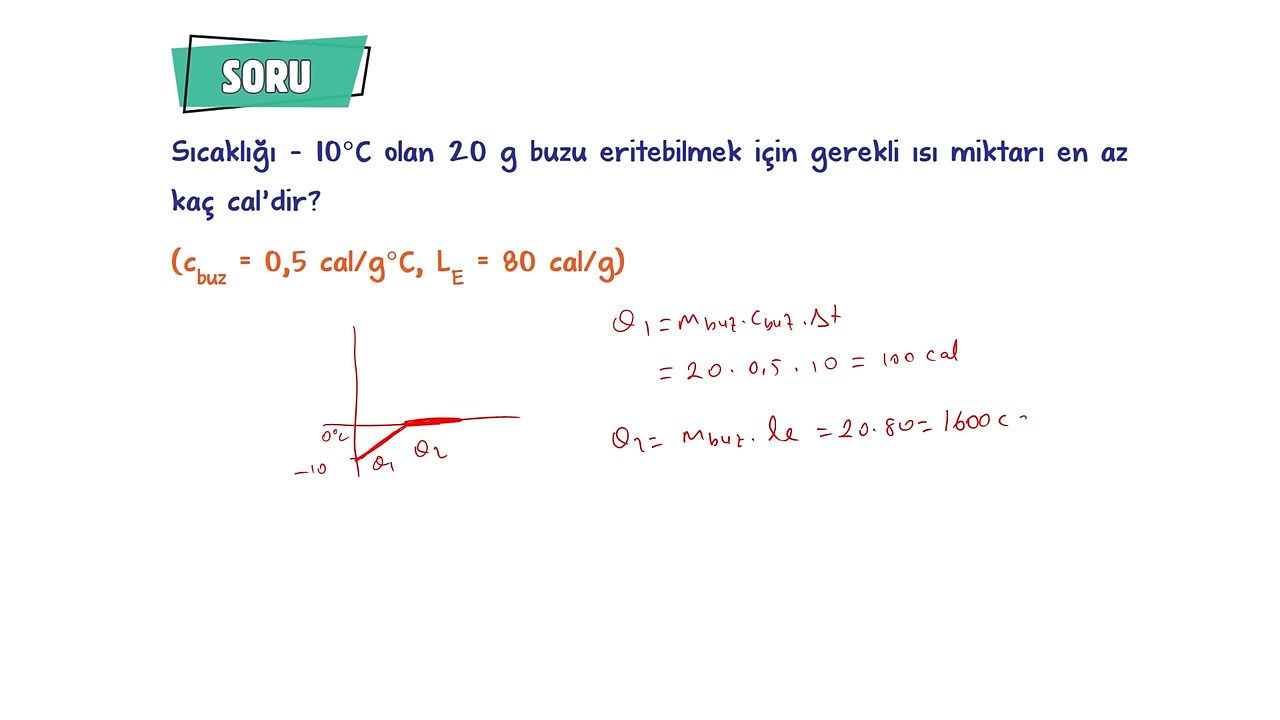 SORU
Sıcaklığı - 10°C olan 20 g buzu eritebilmek için gerekli ısı miktarı en az
kaç cal'dir?
(c buz = 0,5 cal/g°C, L E = 80 cal/g)
Q1 = mbuz . cbuz . Δt
= 20 . 0,5 . 10 = 100 cal
Q2 = mbuz . le = 20 . 80 = 1600 c
0°C
Q1
Q2
-10